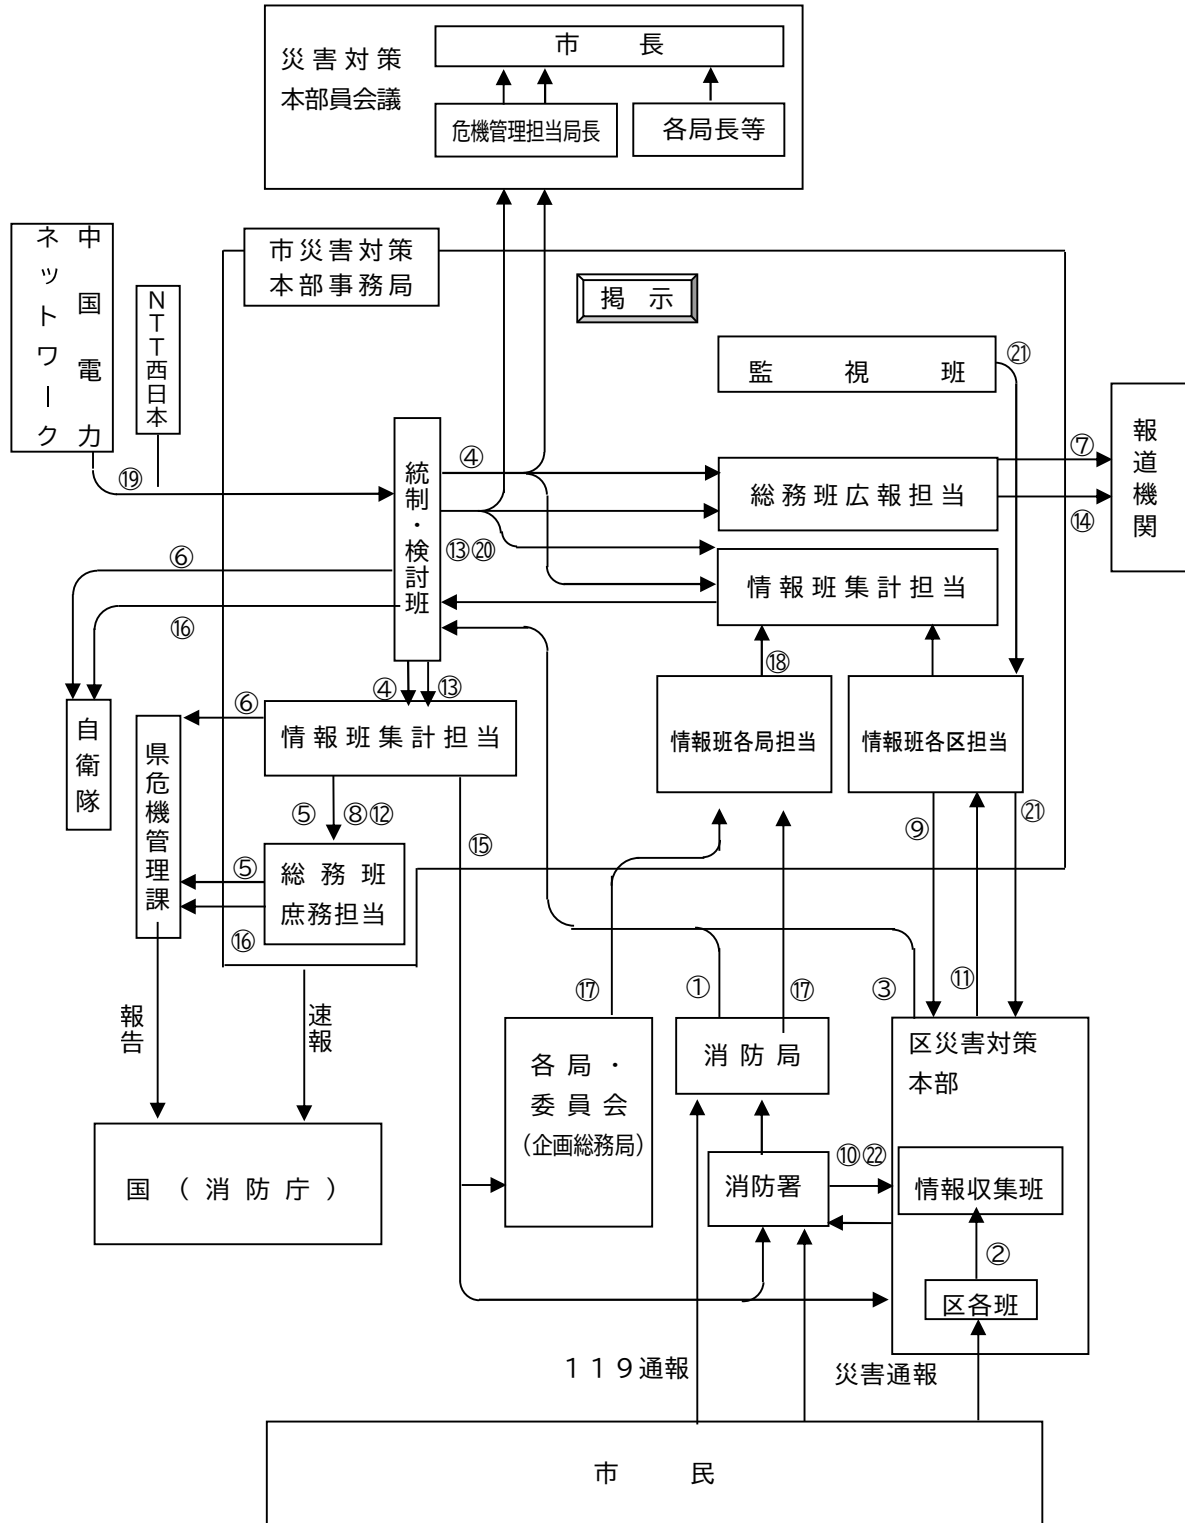 市長
災害対策
本部員会議
危機管理担当局長
各局長等
中国電力
ネットワーク
NTT西日本
市災害対策
本部事務局
掲示
監視班
㉑
報道機関
⑦
⑭
統制・検討班
④
総務班広報担当
⑲
⑬⑳
情報班集計担当
⑥
⑯
⑱
④
⑬
自衛隊
県危機管理課
⑥
情報班集計担当
情報班各局担当
情報班各区担当
⑤
⑧⑫
⑮
⑨
㉑
⑤
総務班
庶務担当
⑯
⑰
①
⑰
③
⑪
報告
速報
各局・
委員会
(企画総務局)
消防局
区災害対策
本部
国(消防庁)
消防署
⑩㉒
情報収集班
②
区各班
119通報
災害通報
市民